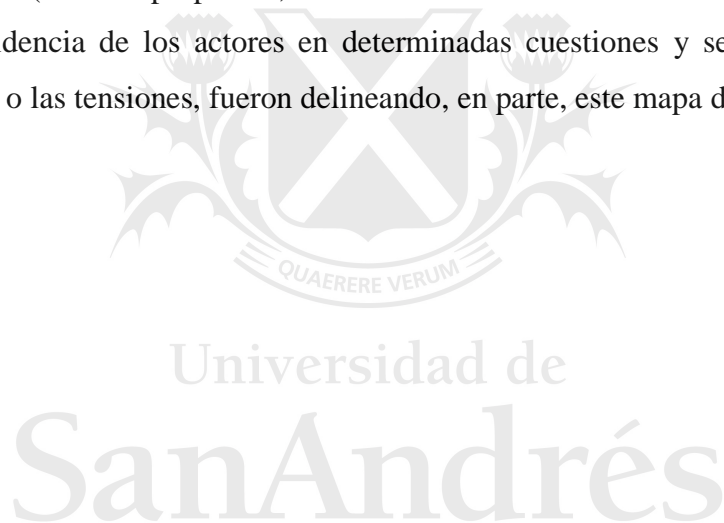 idencia de los actores en determinadas cuestiones y se
o las tensiones, fueron delineando, en parte, este mapa d
QUAERERE VERUM
Universidad de
SanAndrés